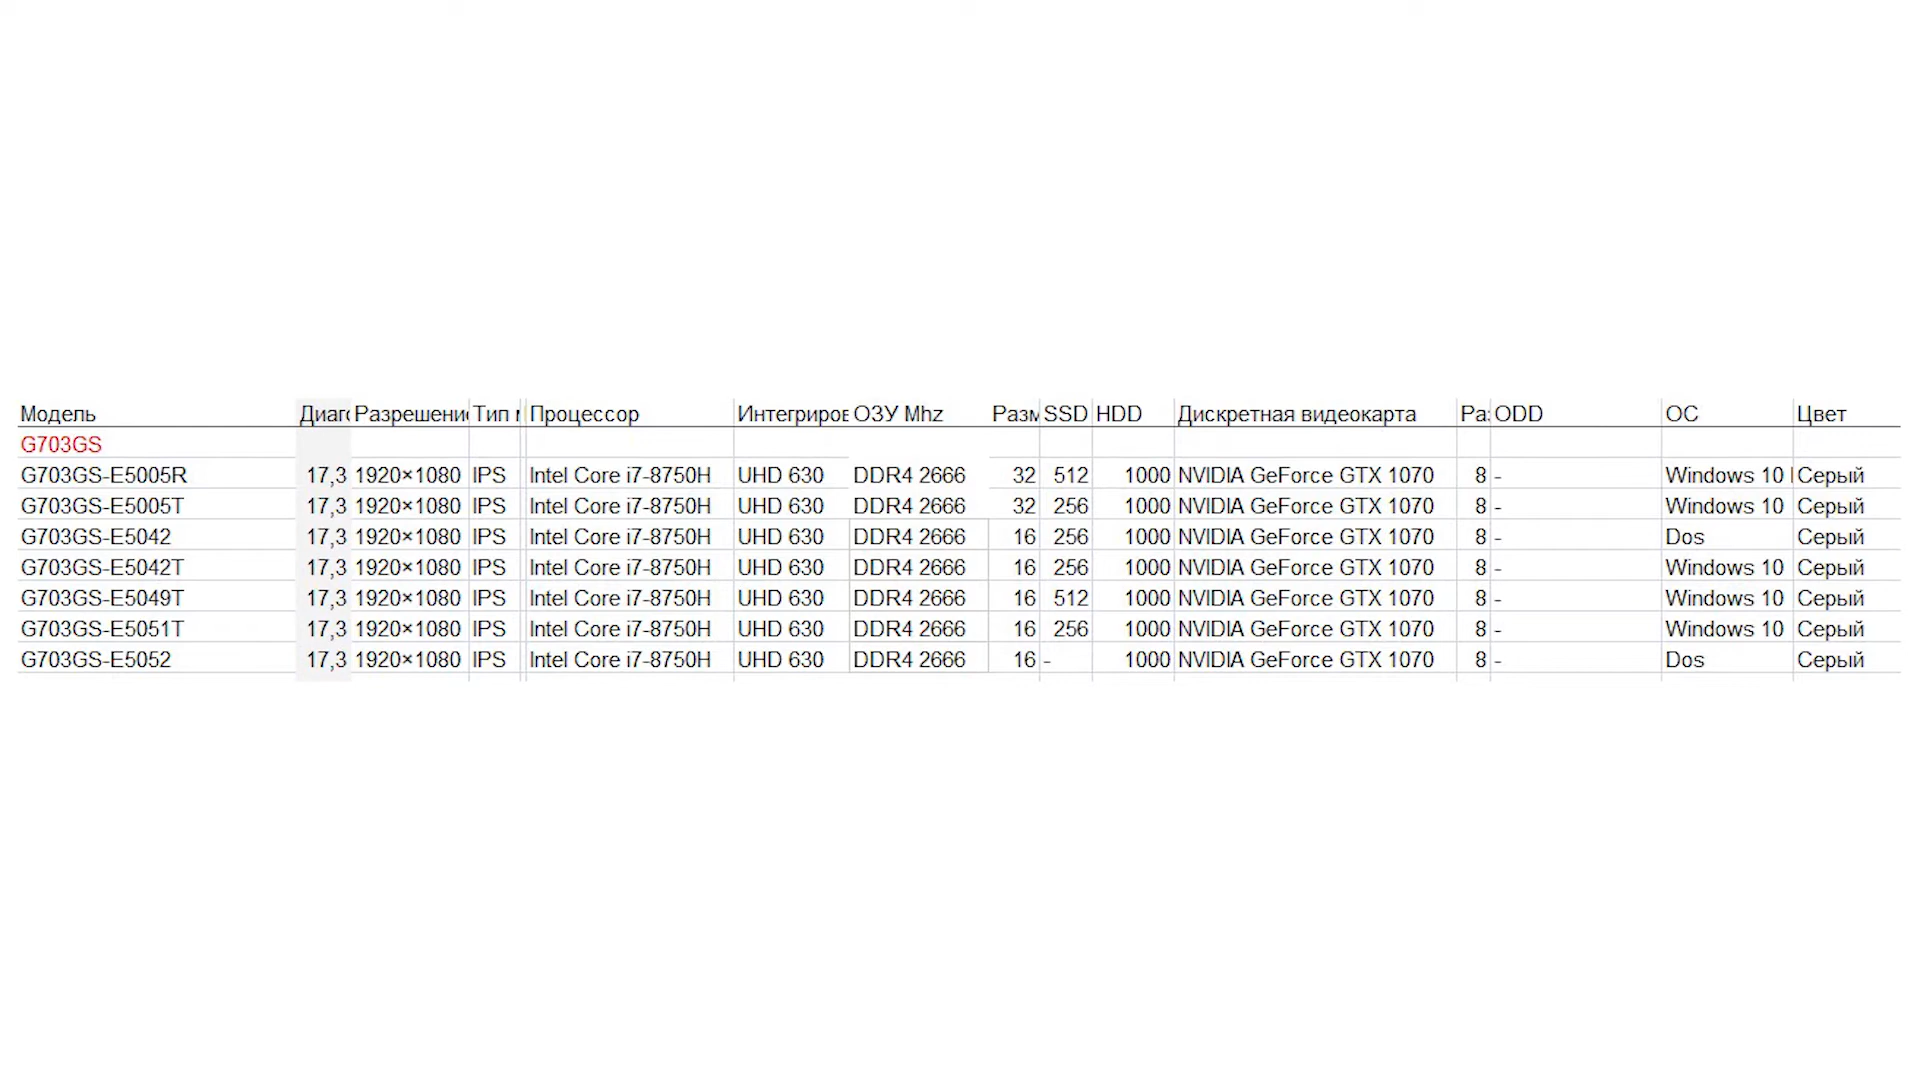 Модель Диаго Разрешение Тип м Процессор Интегриров ОЗУ Mhz Разм SSD HDD Дискретная видеокарта Раз ODD ОС Цвет
G703GS
G703GS-E5005R 17,3 1920×1080 IPS Intel Core i7-8750H UHD 630 DDR4 2666 32 512 1000 NVIDIA GeForce GTX 1070 8 - Windows 10 Серый
G703GS-E5005T 17,3 1920×1080 IPS Intel Core i7-8750H UHD 630 DDR4 2666 32 256 1000 NVIDIA GeForce GTX 1070 8 - Windows 10 Серый
G703GS-E5042 17,3 1920×1080 IPS Intel Core i7-8750H UHD 630 DDR4 2666 16 256 1000 NVIDIA GeForce GTX 1070 8 - Dos Серый
G703GS-E5042T 17,3 1920×1080 IPS Intel Core i7-8750H UHD 630 DDR4 2666 16 256 1000 NVIDIA GeForce GTX 1070 8 - Windows 10 Серый
G703GS-E5049T 17,3 1920×1080 IPS Intel Core i7-8750H UHD 630 DDR4 2666 16 512 1000 NVIDIA GeForce GTX 1070 8 - Windows 10 Серый
G703GS-E5051T 17,3 1920×1080 IPS Intel Core i7-8750H UHD 630 DDR4 2666 16 256 1000 NVIDIA GeForce GTX 1070 8 - Windows 10 Серый
G703GS-E5052 17,3 1920×1080 IPS Intel Core i7-8750H UHD 630 DDR4 2666 16 - 1000 NVIDIA GeForce GTX 1070 8 - Dos Серый